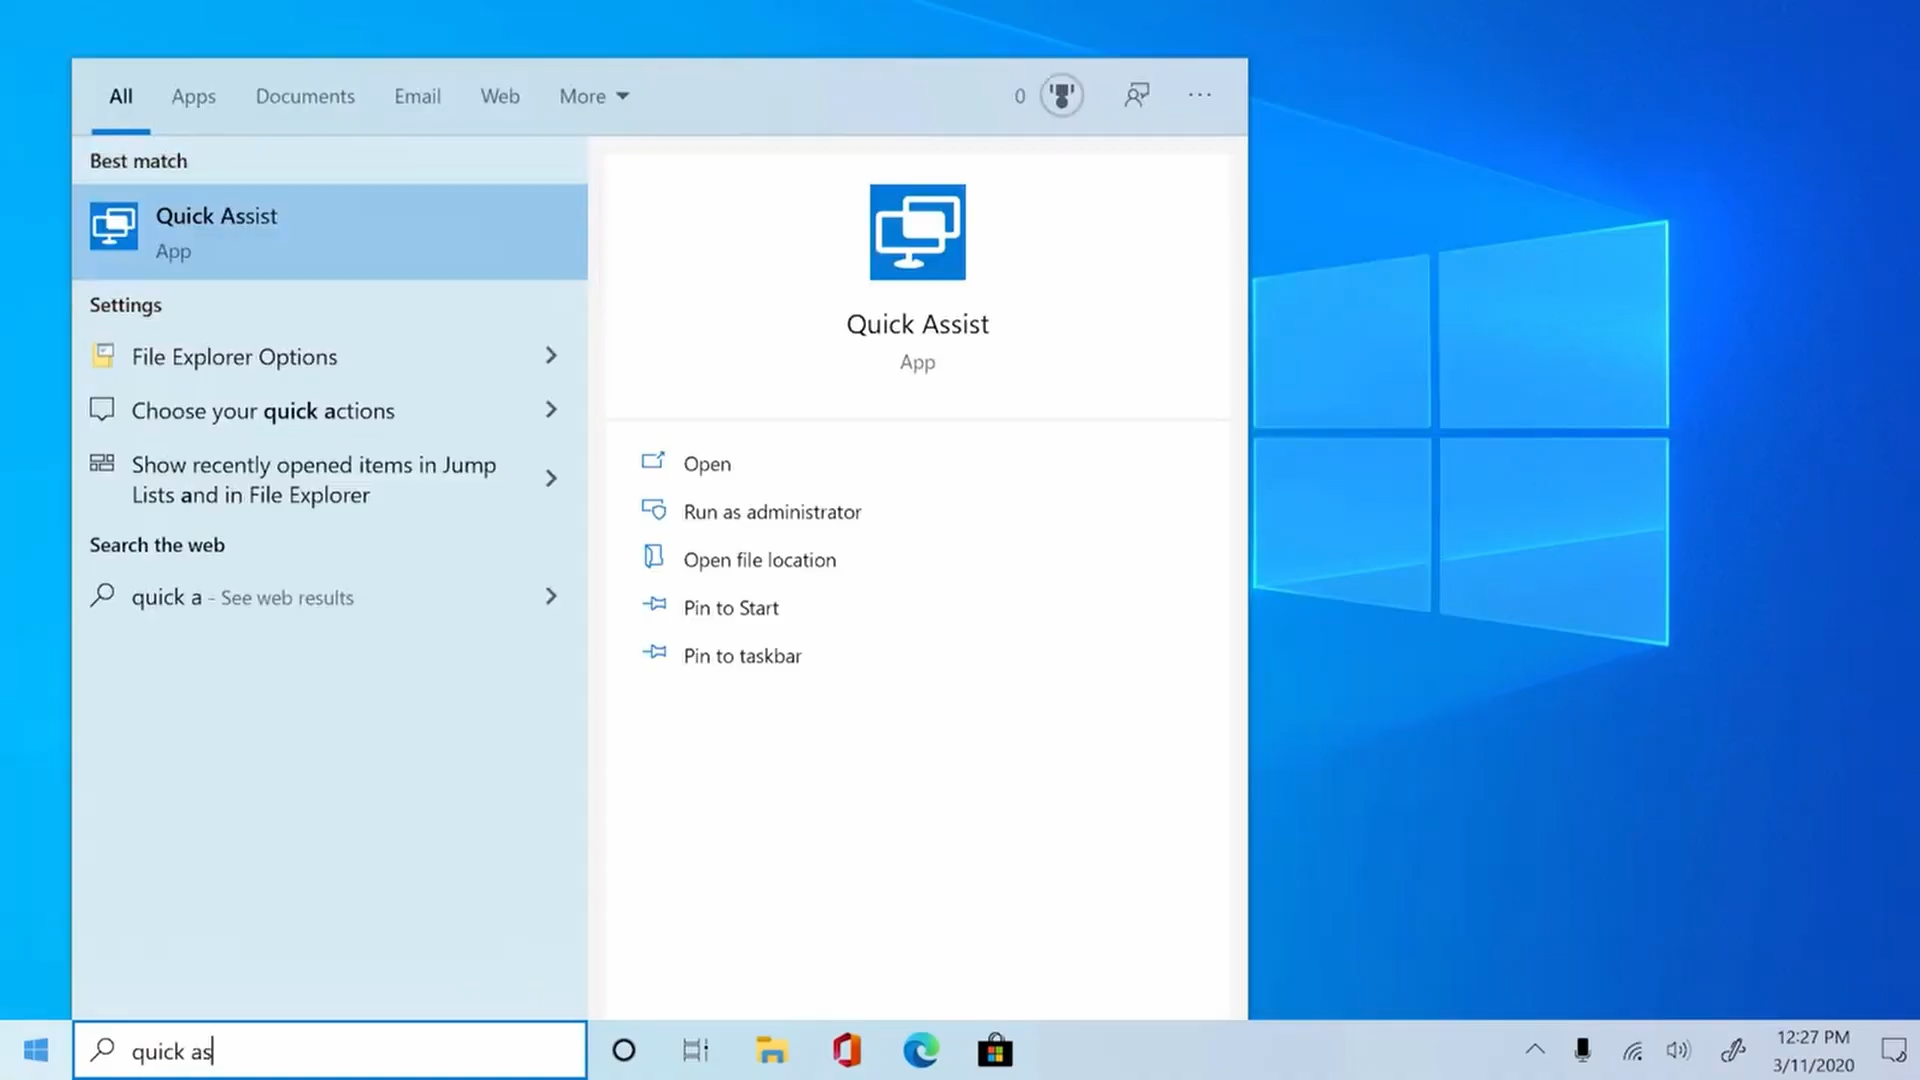 All Apps Documents Email Web More 0
Best match
Quick Assist
App
Settings
File Explorer Options
Choose your quick actions
Show recently opened items in Jump
Lists and in File Explorer
Search the web
quick a - See web results
Quick Assist
App
Open
Run as administrator
Open file location
Pin to Start
Pin to taskbar
quick as
12:27 PM
3/11/2020